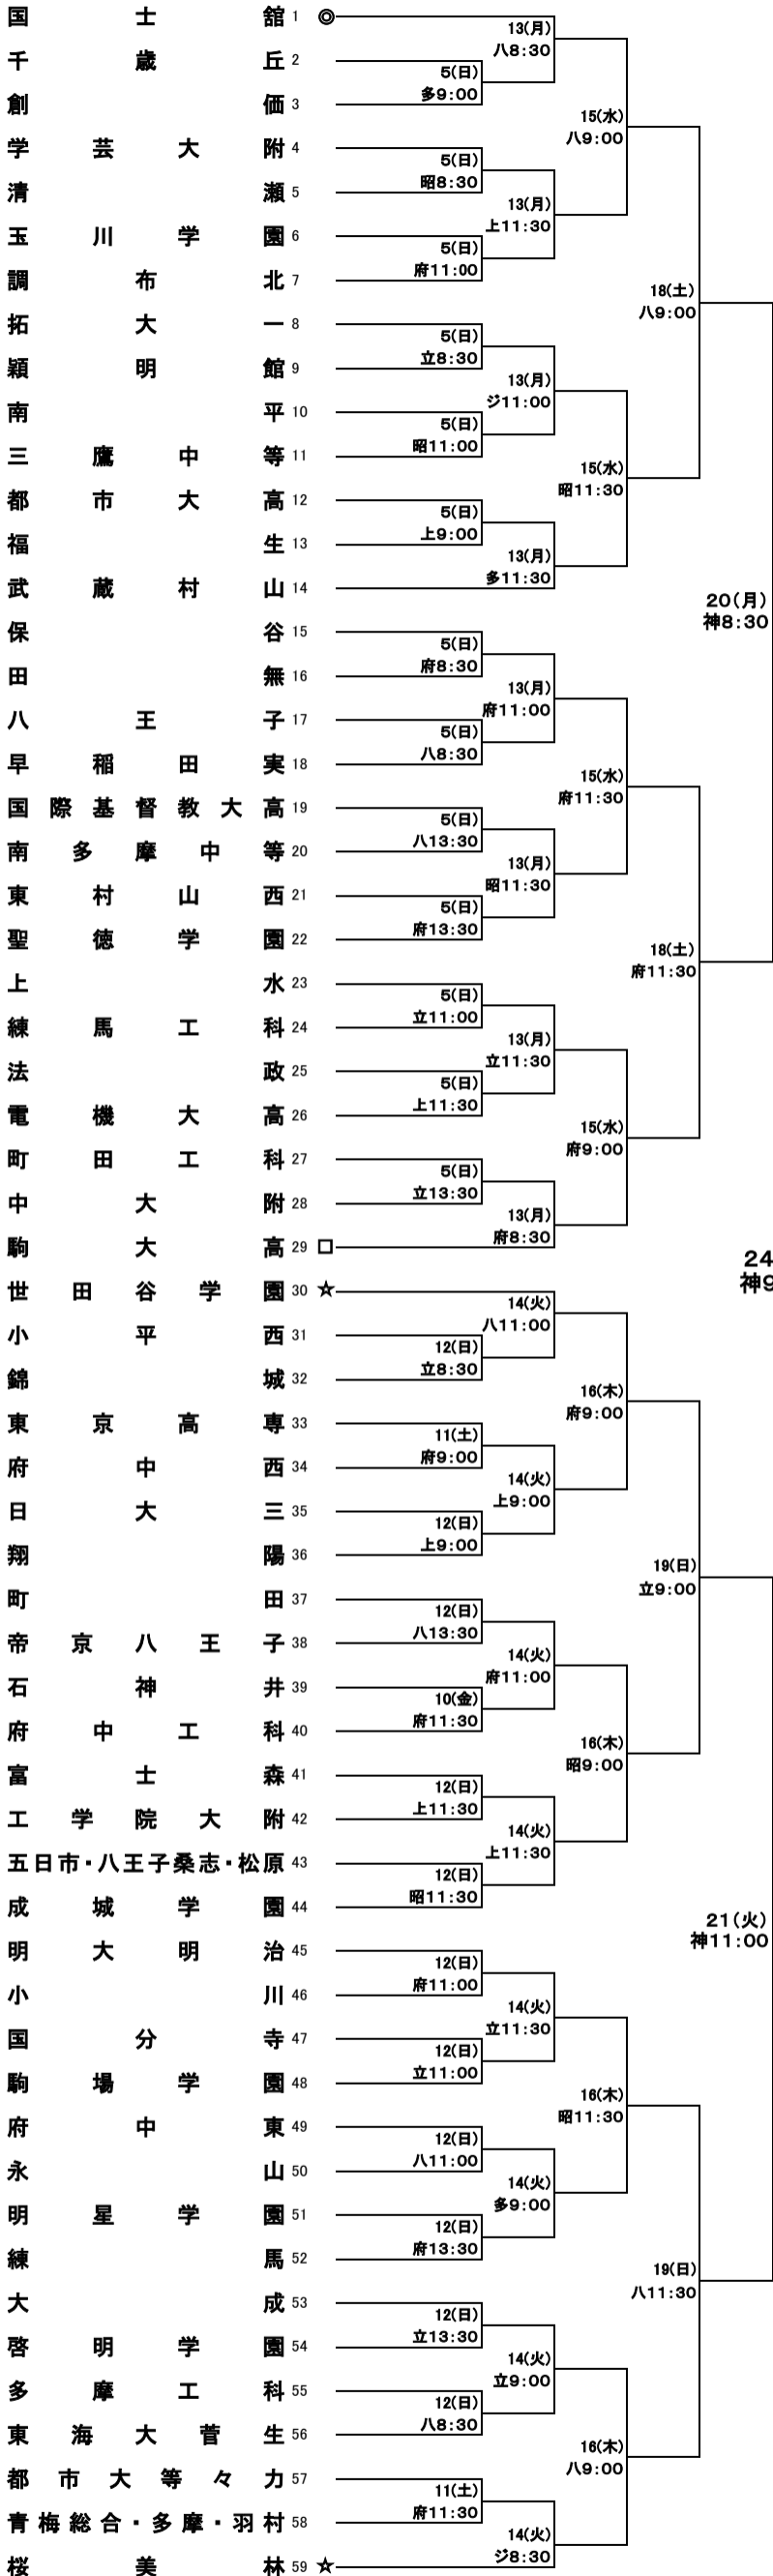 国士舘 1 ◎
千歳丘 2
創価 3
学芸大附 4
清瀬 5
玉川学園 6
調布北 7
拓大一 8
穎明館 9
南平 10
三鷹中等 11
都市大高 12
福生 13
武蔵村山 14
保谷 15
田無 16
八王子 17
早稲田実 18
国際基督教大高 19
南多摩中等 20
東村山西 21
聖徳学園 22
上水 23
練馬工科 24
法政 25
電機大高 26
町田工科 27
中大附 28
駒大高 29 □
世田谷学園 30 ☆
小平西 31
錦城 32
東京高専 33
府中西 34
日大三 35
翔陽 36
町田 37
帝京八王子 38
石神井 39
府中工科 40
富士森 41
工学院大附 42
五日市・八王子桑志・松原 43
成城学園 44
明大明治 45
小川 46
国分寺 47
駒場学園 48
府中東 49
永山 50
明星学園 51
練馬 52
大成 53
啓明学園 54
多摩工科 55
東海大菅生 56
都市大等々力 57
青梅総合・多摩・羽村 58
桜美林 59 ☆
5(日)
多9:00
5(日)
昭8:30
5(日)
府11:00
5(日)
立8:30
5(日)
昭11:00
5(日)
上9:00
5(日)
府8:30
5(日)
八8:30
5(日)
八13:30
5(日)
府13:30
5(日)
立11:00
5(日)
上11:30
5(日)
立13:30
12(日)
立8:30
11(土)
府9:00
12(日)
上9:00
12(日)
八13:30
10(金)
府11:30
12(日)
上11:30
12(日)
昭11:30
12(日)
府11:00
12(日)
立11:00
12(日)
八11:00
12(日)
府13:30
12(日)
立13:30
12(日)
八8:30
11(土)
府11:30
13(月)
八8:30
13(月)
上11:30
13(月)
ジ11:00
13(月)
多11:30
13(月)
府11:00
13(月)
昭11:30
13(月)
立11:30
13(月)
府8:30
14(火)
八11:00
14(火)
上9:00
14(火)
府11:00
14(火)
上11:30
14(火)
立11:30
14(火)
多9:00
14(火)
立9:00
14(火)
ジ8:30
15(水)
八9:00
15(水)
昭11:30
15(水)
府11:30
15(水)
府9:00
16(木)
府9:00
16(木)
昭9:00
16(木)
昭11:30
16(木)
八9:00
18(土)
八9:00
18(土)
府11:30
19(日)
立9:00
19(日)
八11:30
20(月)
神8:30
21(火)
神11:00
24
神9